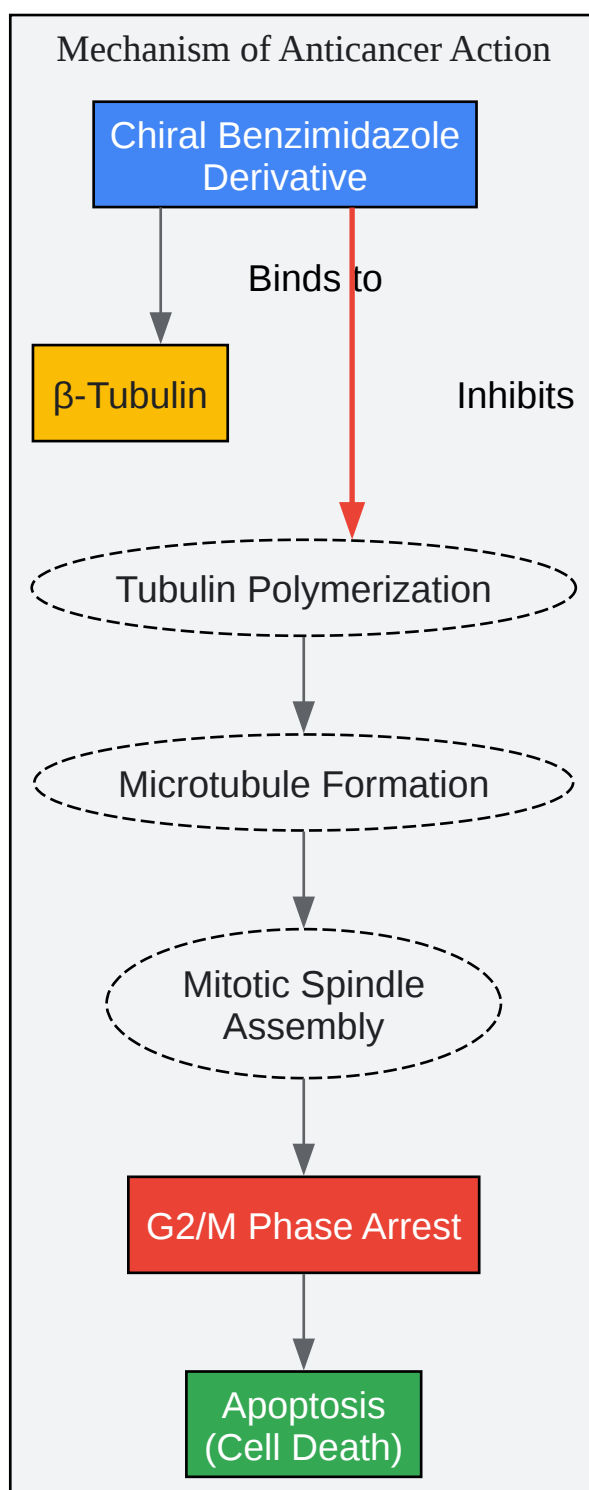 Mechanism of Anticancer Action
Chiral Benzimidazole
Derivative
Binds to
β-Tubulin
Inhibits
Tubulin Polymerization
Microtubule Formation
Mitotic Spindle
Assembly
G2/M Phase Arrest
Apoptosis
(Cell Death)